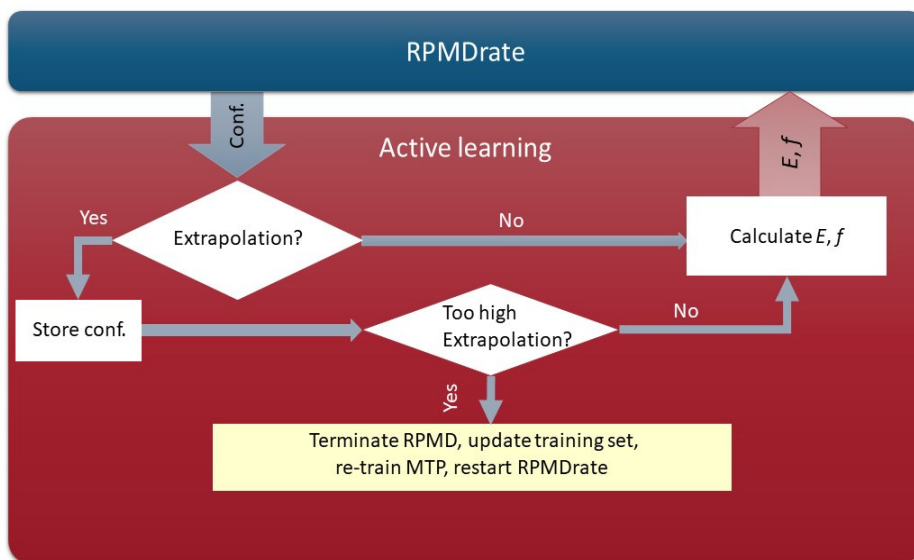 RPMDrate
Conf.
E, f
Active learning
Yes
Extrapolation?
No
Calculate E, f
Store conf.
Too high
Extrapolation?
No
Yes
Terminate RPMD, update training set,
re-train MTP, restart RPMDrate